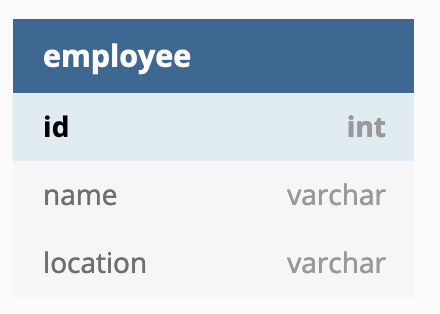 employee
id int
name varchar
location varchar